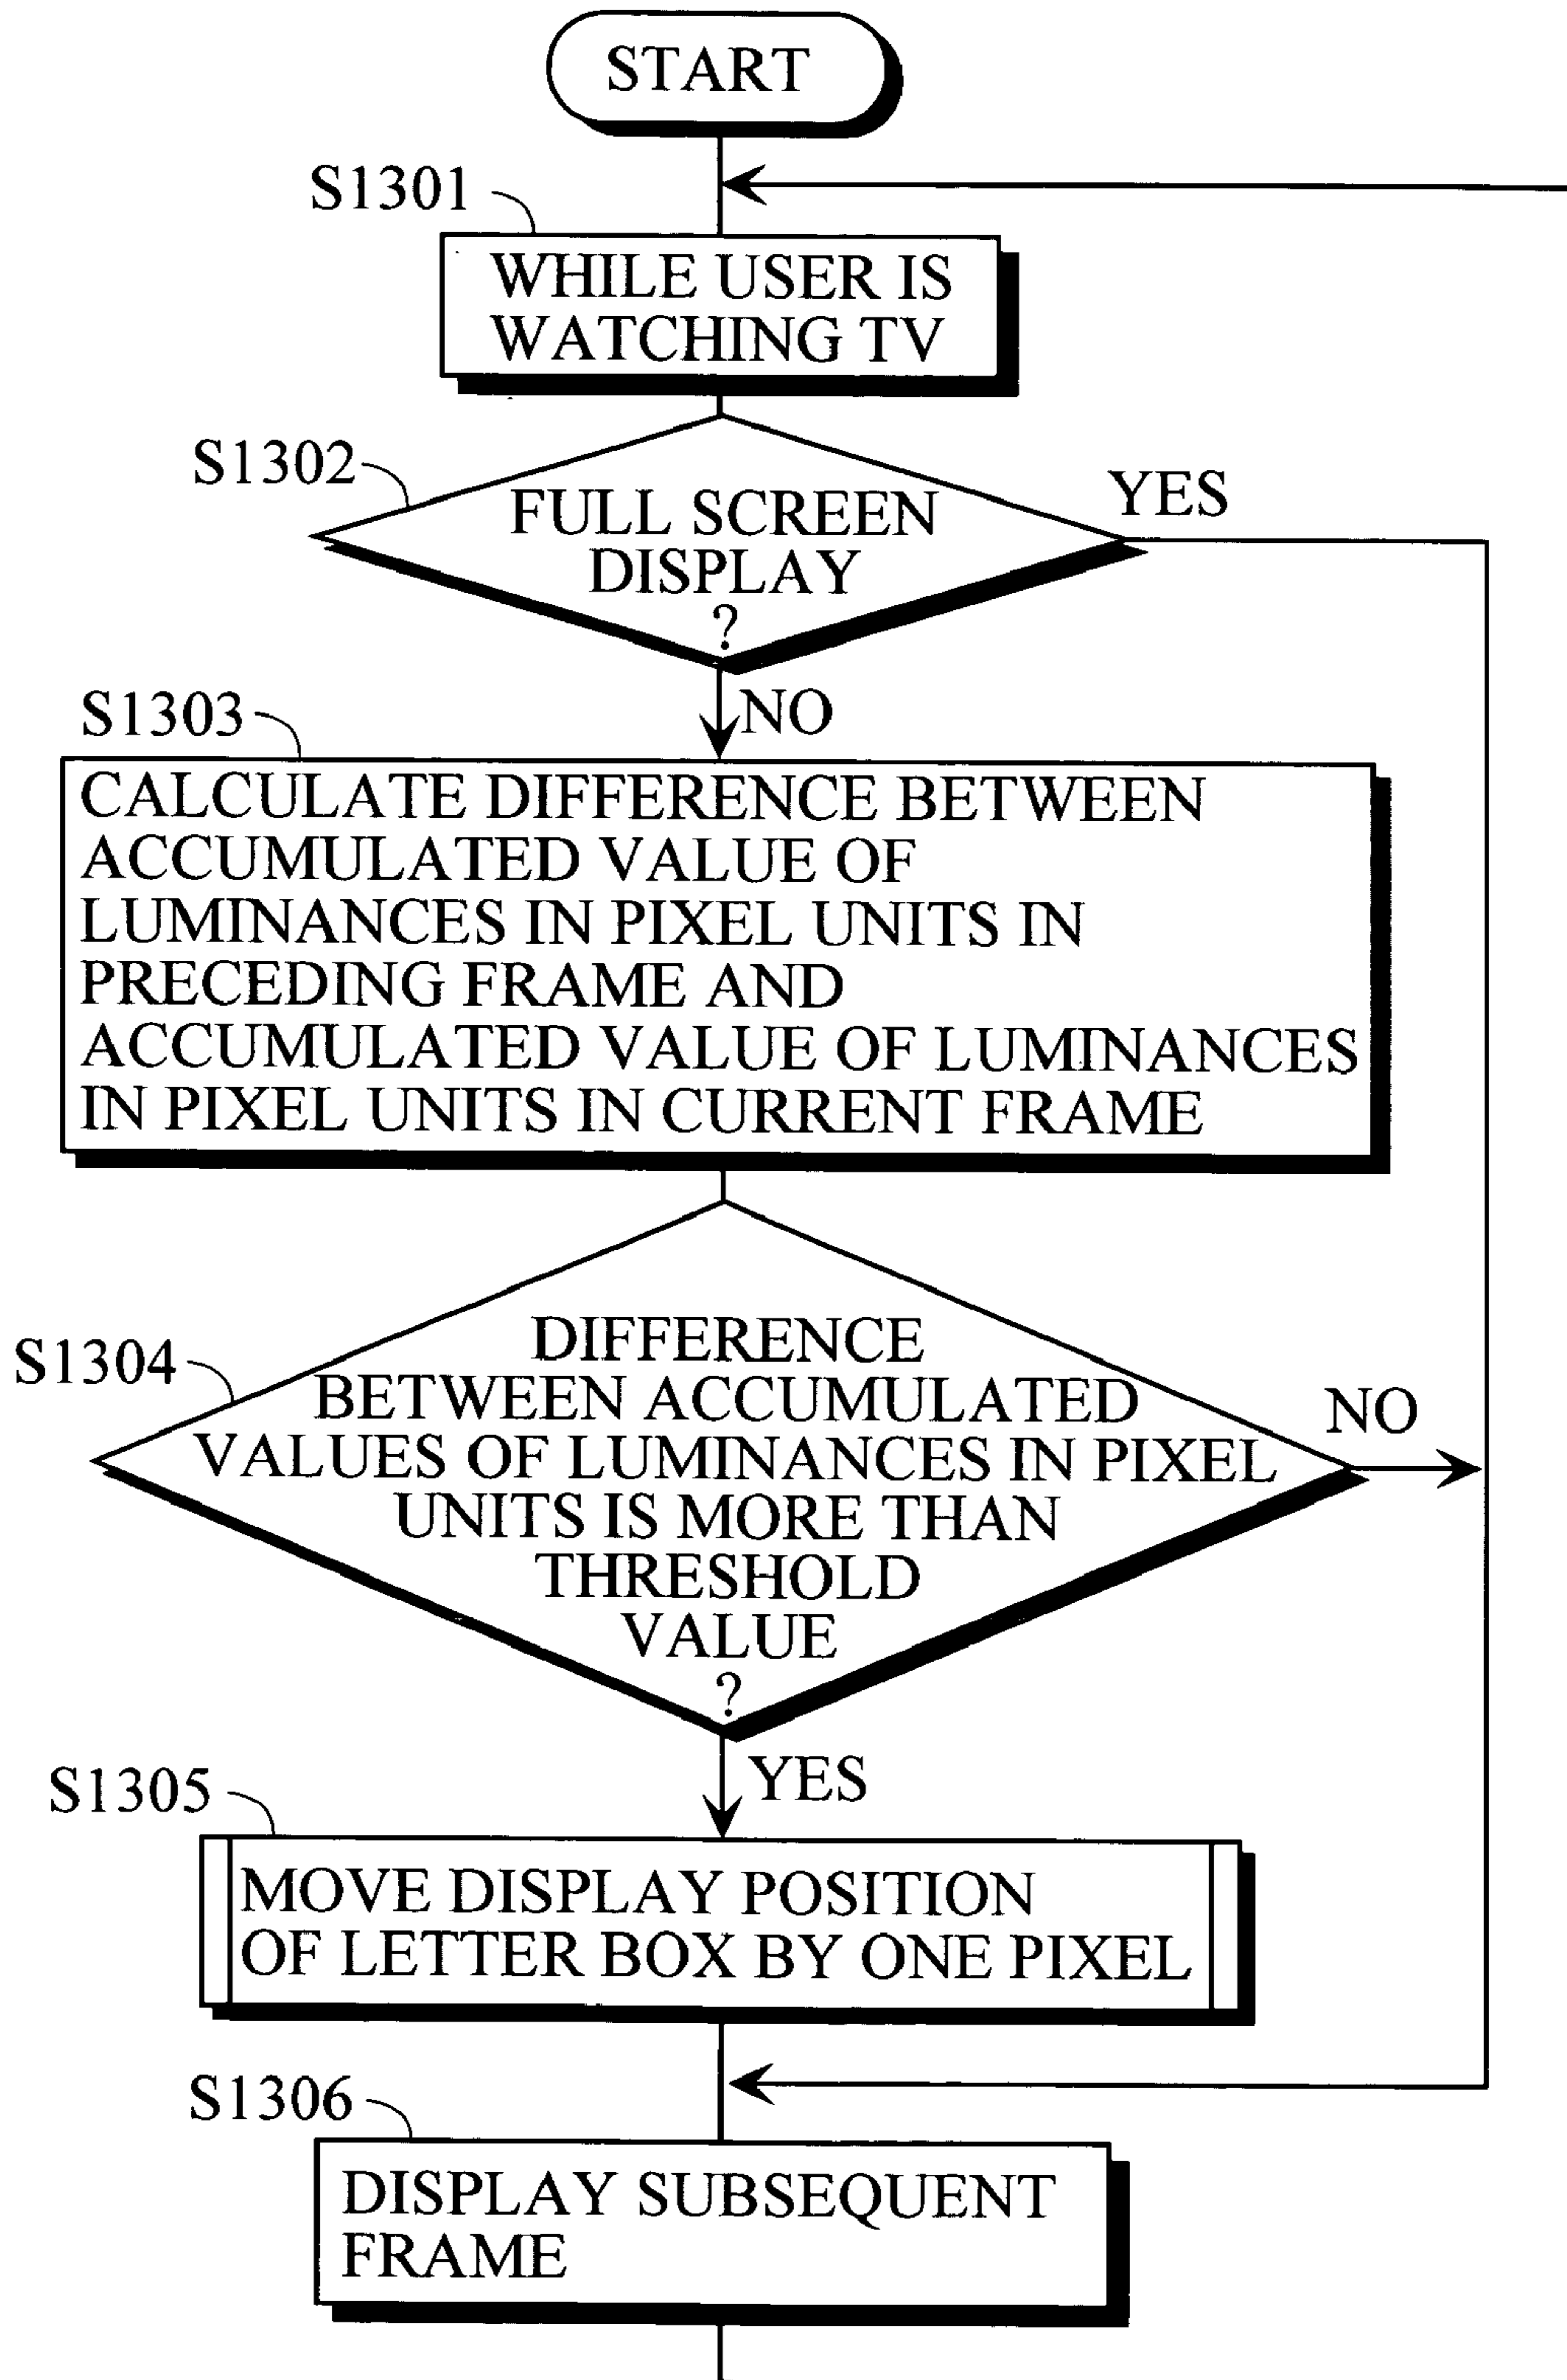 START
S1301
WHILE USER IS
WATCHING TV
S1302
FULL SCREEN
DISPLAY
?
YES
NO
S1303
CALCULATE DIFFERENCE BETWEEN
ACCUMULATED VALUE OF
LUMINANCES IN PIXEL UNITS IN
PRECEDING FRAME AND
ACCUMULATED VALUE OF LUMINANCES
IN PIXEL UNITS IN CURRENT FRAME
S1304
DIFFERENCE
BETWEEN ACCUMULATED
VALUES OF LUMINANCES IN PIXEL
UNITS IS MORE THAN
THRESHOLD
VALUE
?
NO
YES
S1305
MOVE DISPLAY POSITION
OF LETTER BOX BY ONE PIXEL
S1306
DISPLAY SUBSEQUENT
FRAME